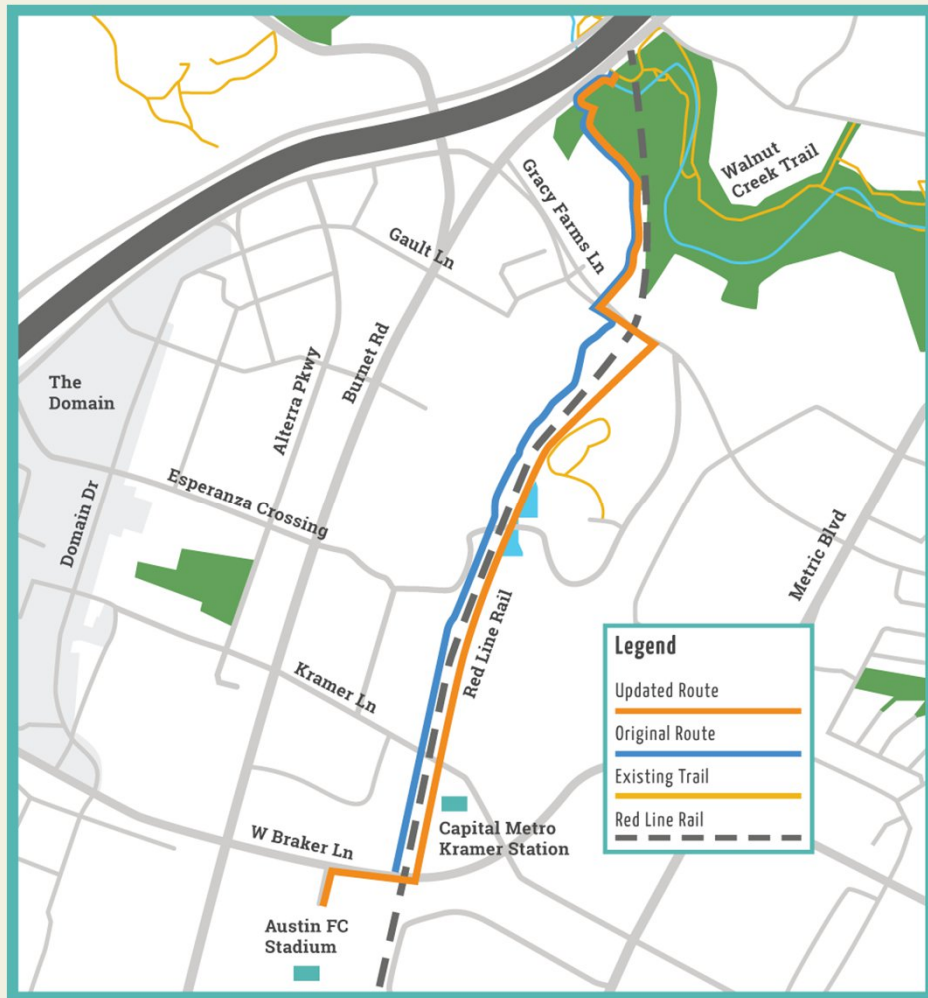 Walnut
Creek Trail
Gracy Farms Ln
Gault Ln
Burnet Rd
The
Domain
Alterra Pkwy
Esperanza Crossing
Domain Dr
Metric Blvd
Red Line Rail
Kramer Ln
Legend
Updated Route
Original Route
Existing Trail
Red Line Rail
W Braker Ln
Capital Metro
Kramer Station
Austin FC
Stadium